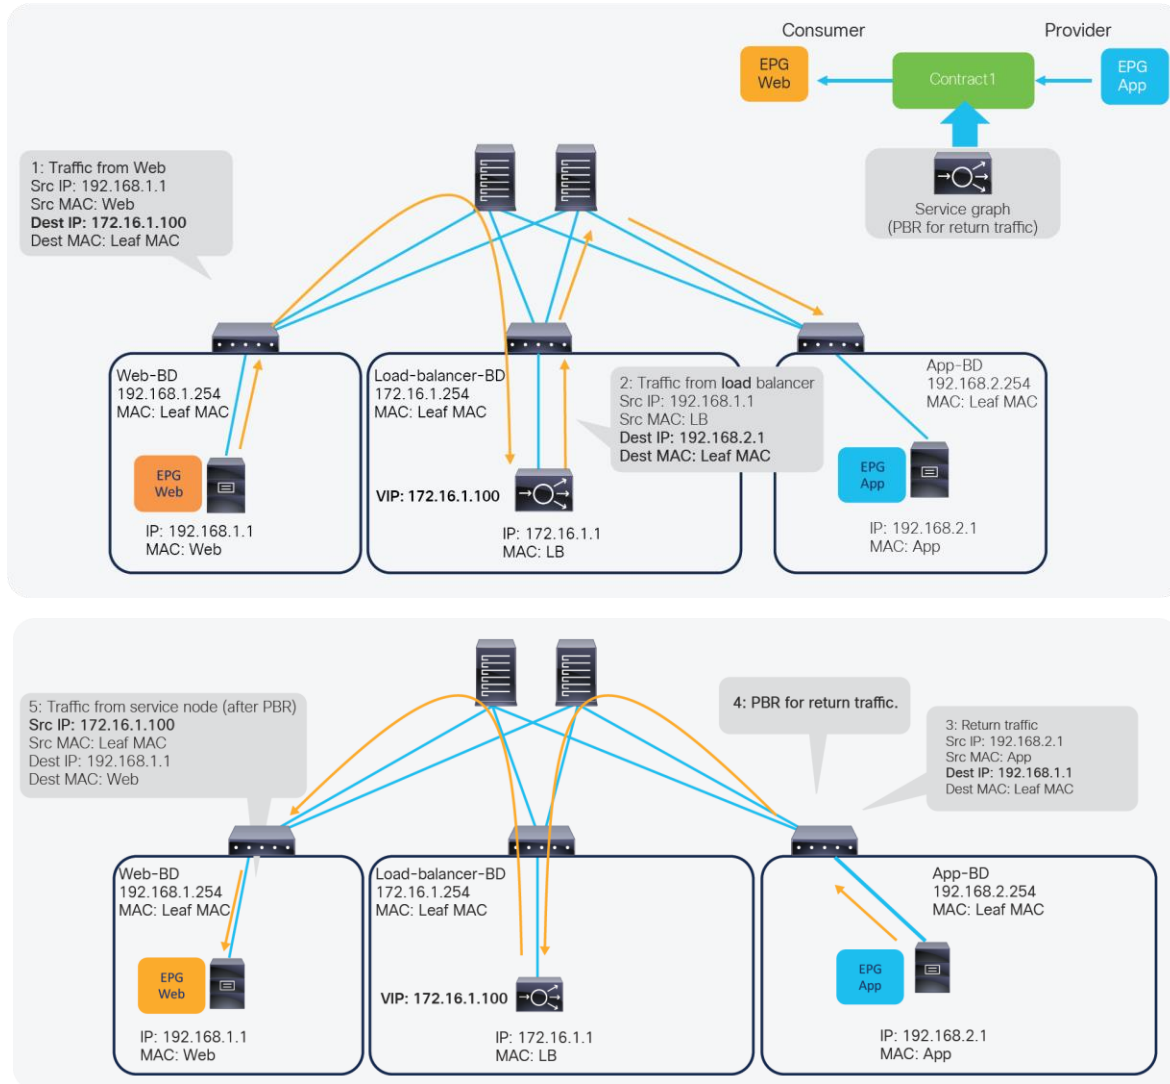 Consumer
Provider
EPG
Web
Contract1
EPG
App
Service graph
(PBR for return traffic)
1: Traffic from Web
Src IP: 192.168.1.1
Src MAC: Web
Dest IP: 172.16.1.100
Dest MAC: Leaf MAC
Web-BD
192.168.1.254
MAC: Leaf MAC
EPG
Web
IP: 192.168.1.1
MAC: Web
Load-balancer-BD
172.16.1.254
MAC: Leaf MAC
2: Traffic from load balancer
Src IP: 192.168.1.1
Src MAC: LB
Dest IP: 192.168.2.1
Dest MAC: Leaf MAC
VIP: 172.16.1.100
IP: 172.16.1.1
MAC: LB
App-BD
192.168.2.254
MAC: Leaf MAC
EPG
App
IP: 192.168.2.1
MAC: App
5: Traffic from service node (after PBR)
Src IP: 172.16.1.100
Src MAC: Leaf MAC
Dest IP: 192.168.1.1
Dest MAC: Web
4: PBR for return traffic.
3: Return traffic
Src IP: 192.168.2.1
Src MAC: App
Dest IP: 192.168.1.1
Dest MAC: Leaf MAC
Web-BD
192.168.1.254
MAC: Leaf MAC
EPG
Web
IP: 192.168.1.1
MAC: Web
Load-balancer-BD
172.16.1.254
MAC: Leaf MAC
VIP: 172.16.1.100
IP: 172.16.1.1
MAC: LB
App-BD
192.168.2.254
MAC: Leaf MAC
EPG
App
IP: 192.168.2.1
MAC: App